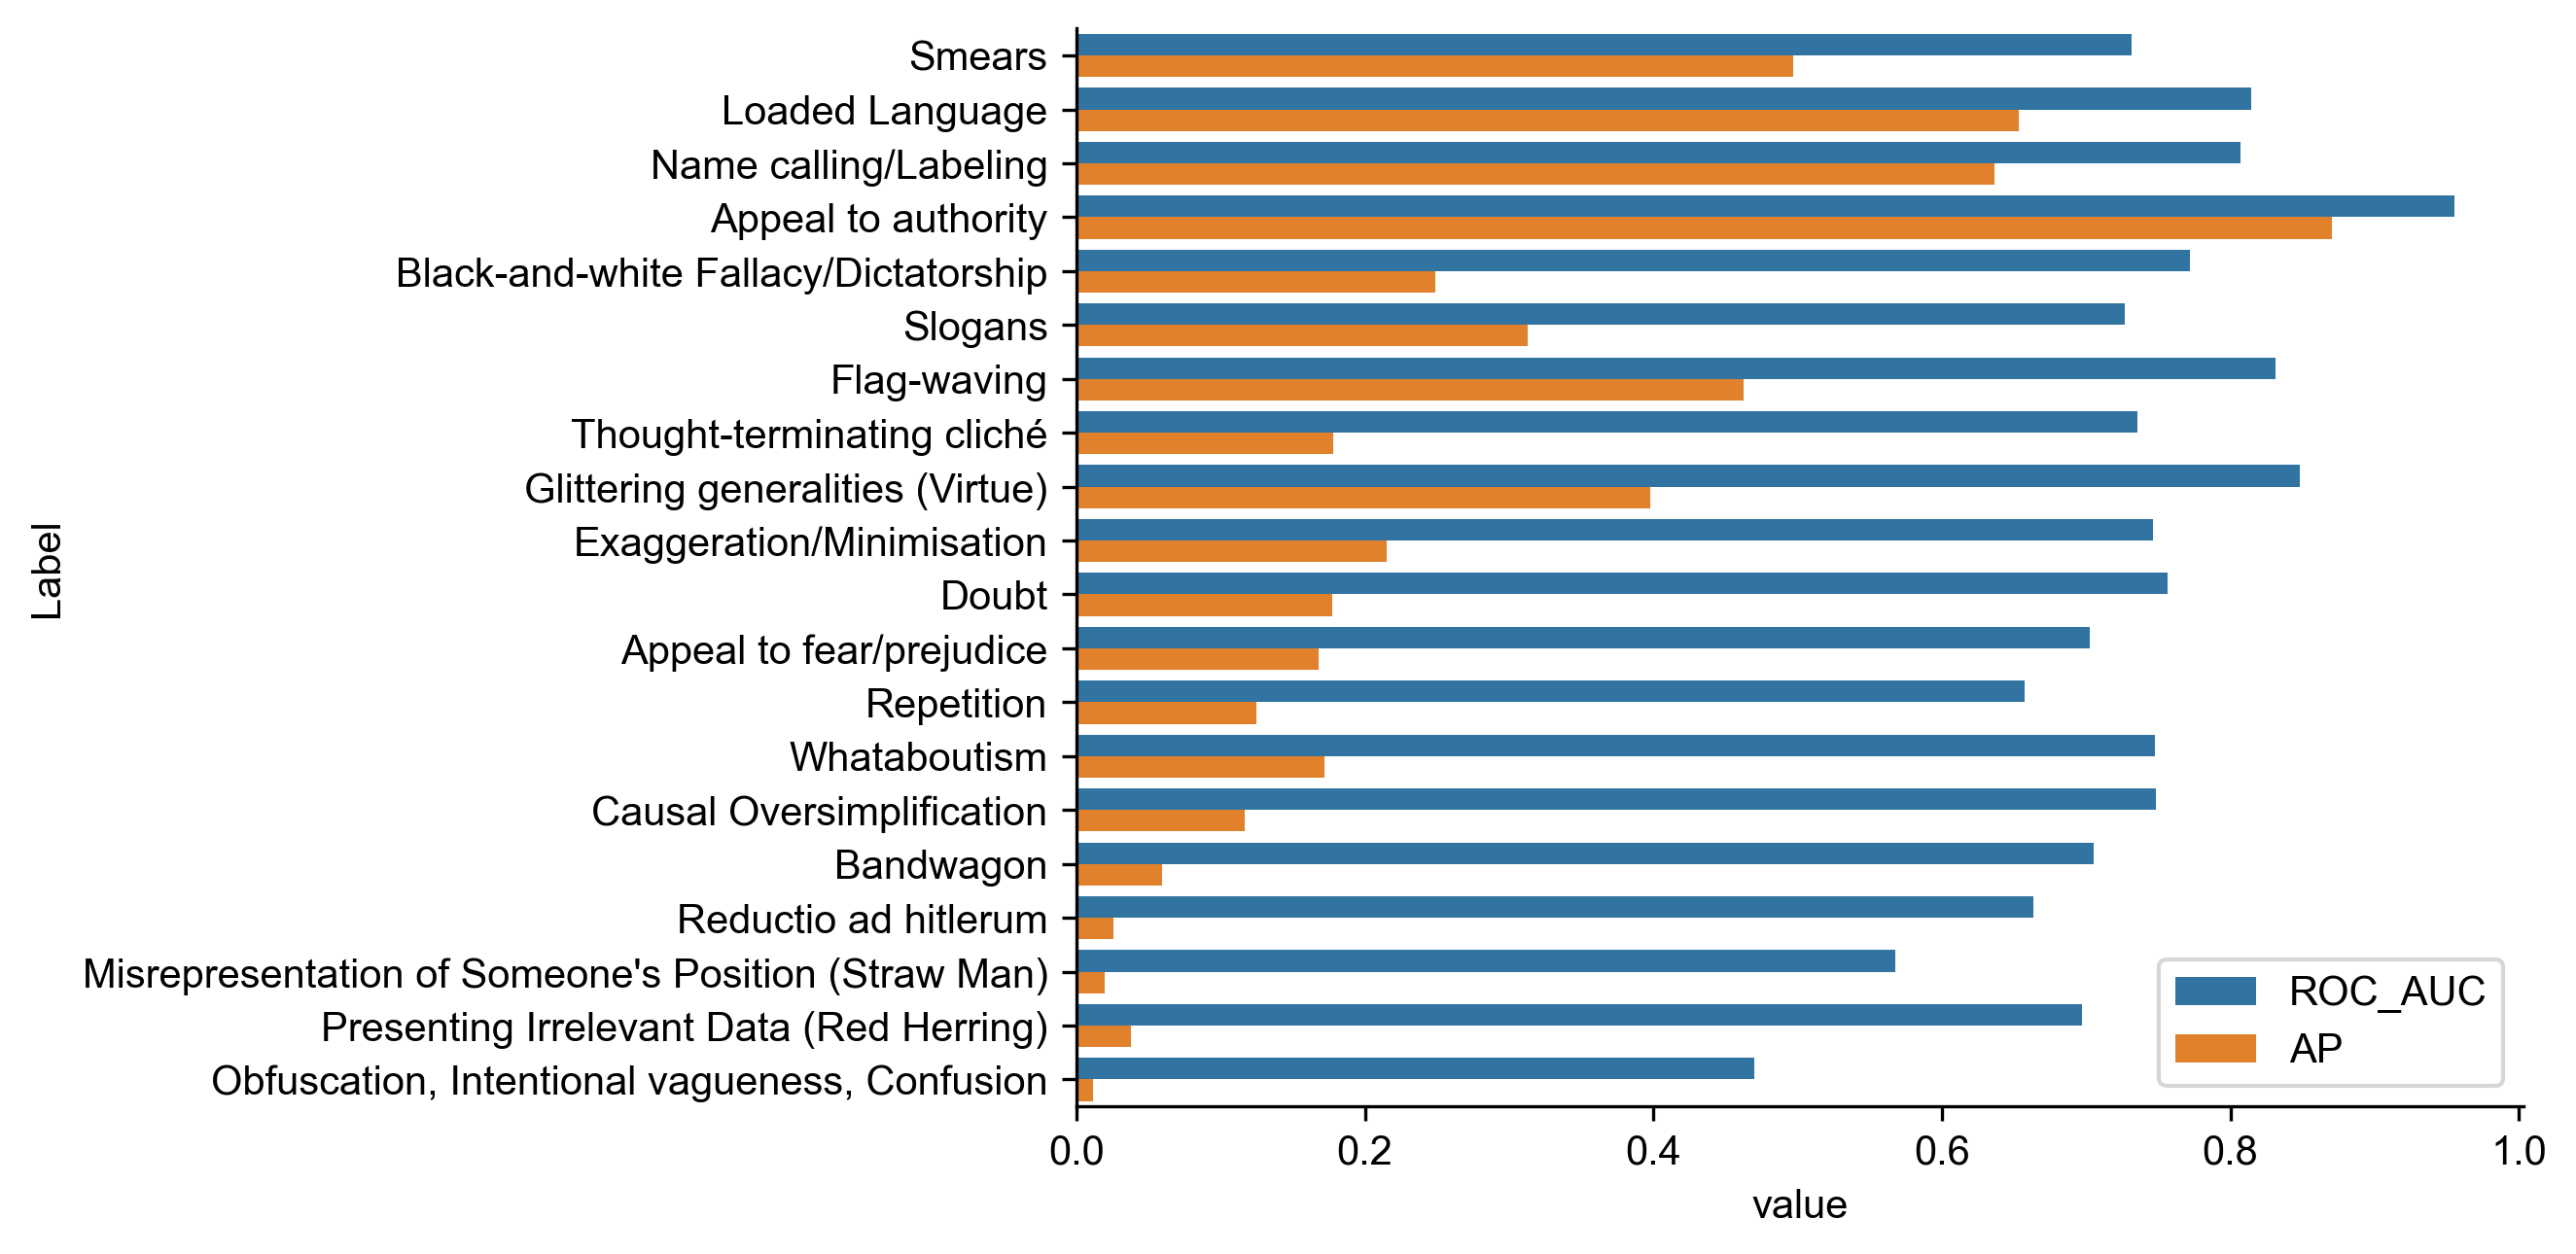 Smears
Loaded Language
Name calling/Labeling
Appeal to authority
Black-and-white Fallacy/Dictatorship
Slogans
Flag-waving
Thought-terminating cliché
Glittering generalities (Virtue)
Exaggeration/Minimisation
Doubt
Appeal to fear/prejudice
Repetition
Whataboutism
Causal Oversimplification
Bandwagon
Reductio ad hitlerum
Misrepresentation of Someone's Position (Straw Man)
Presenting Irrelevant Data (Red Herring)
Obfuscation, Intentional vagueness, Confusion
Label
ROC_AUC
AP
0.0 0.2 0.4 0.6 0.8 1.0
value